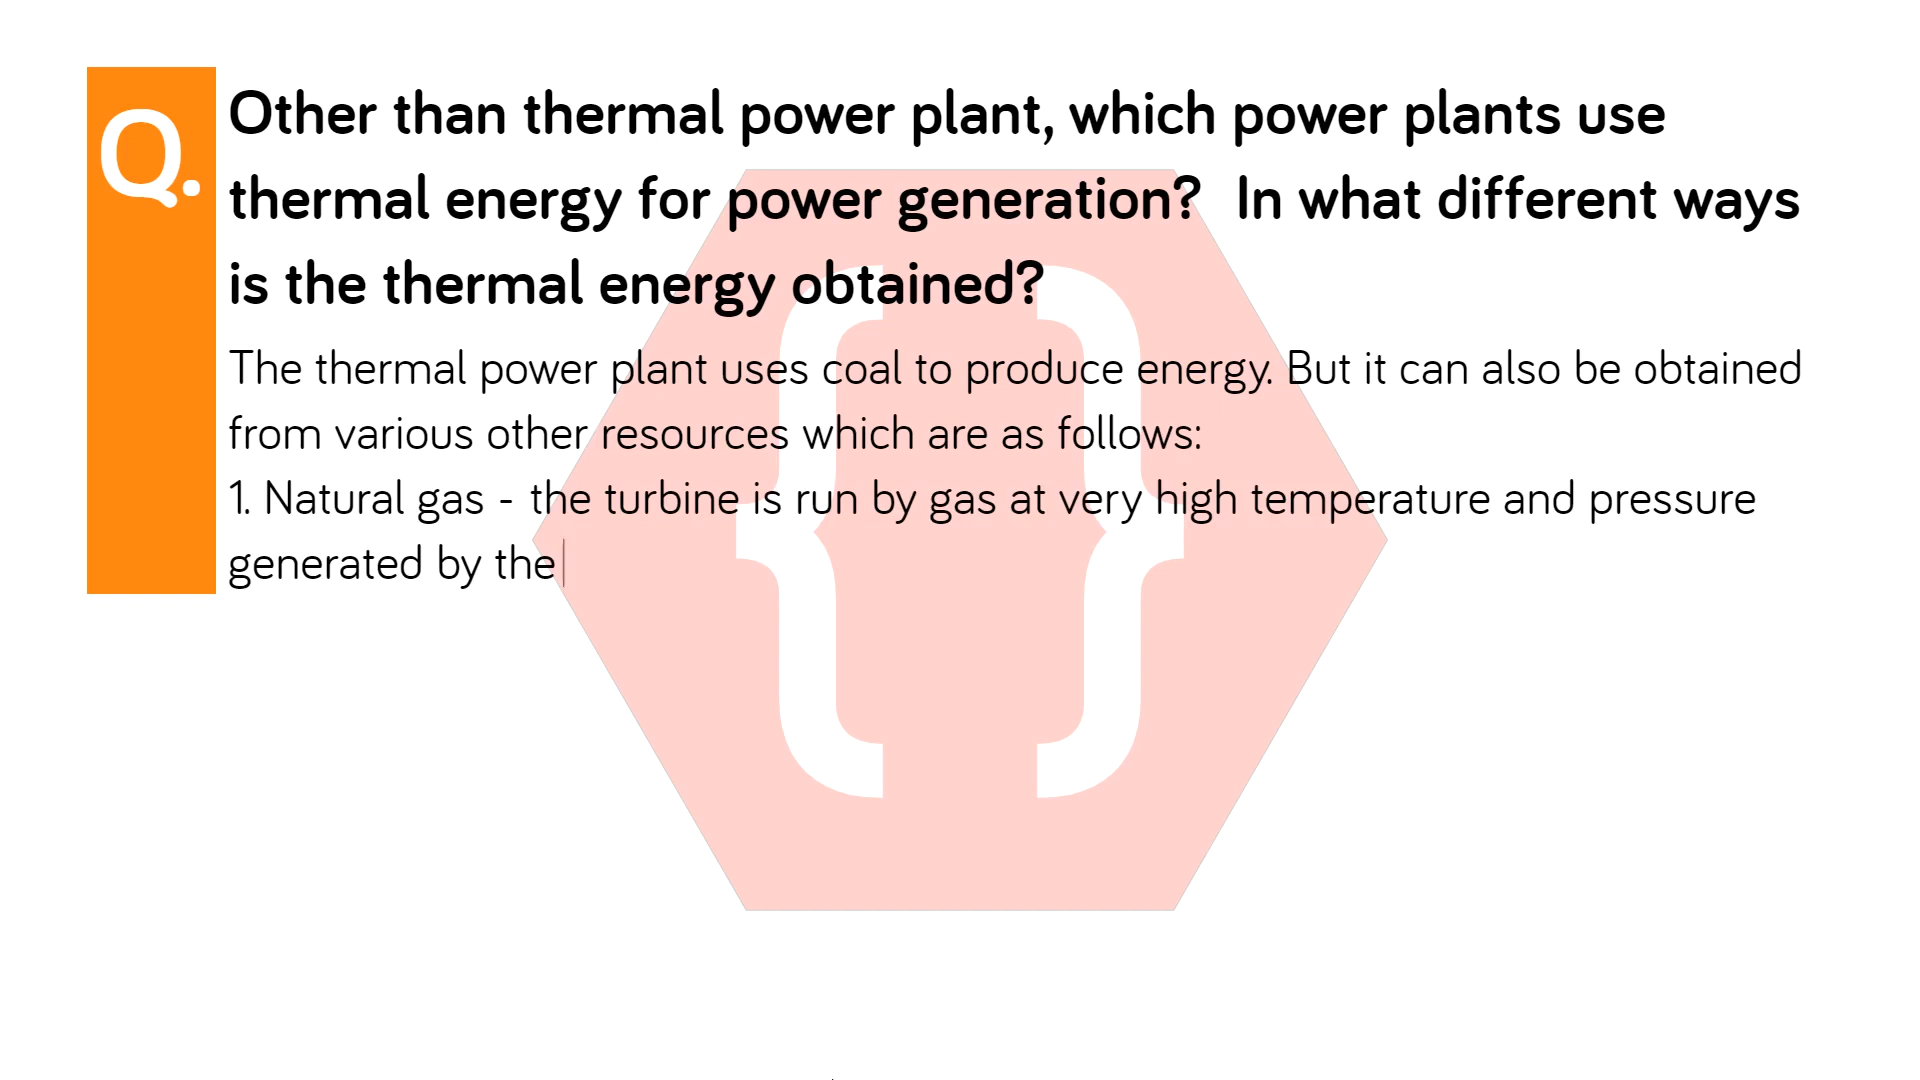 Q.
Other than thermal power plant, which power plants use
thermal energy for power generation?  In what different ways
is the thermal energy obtained?
The thermal power plant uses coal to produce energy. But it can also be obtained
from various other resources which are as follows:
1. Natural gas - the turbine is run by gas at very high temperature and pressure
generated by the